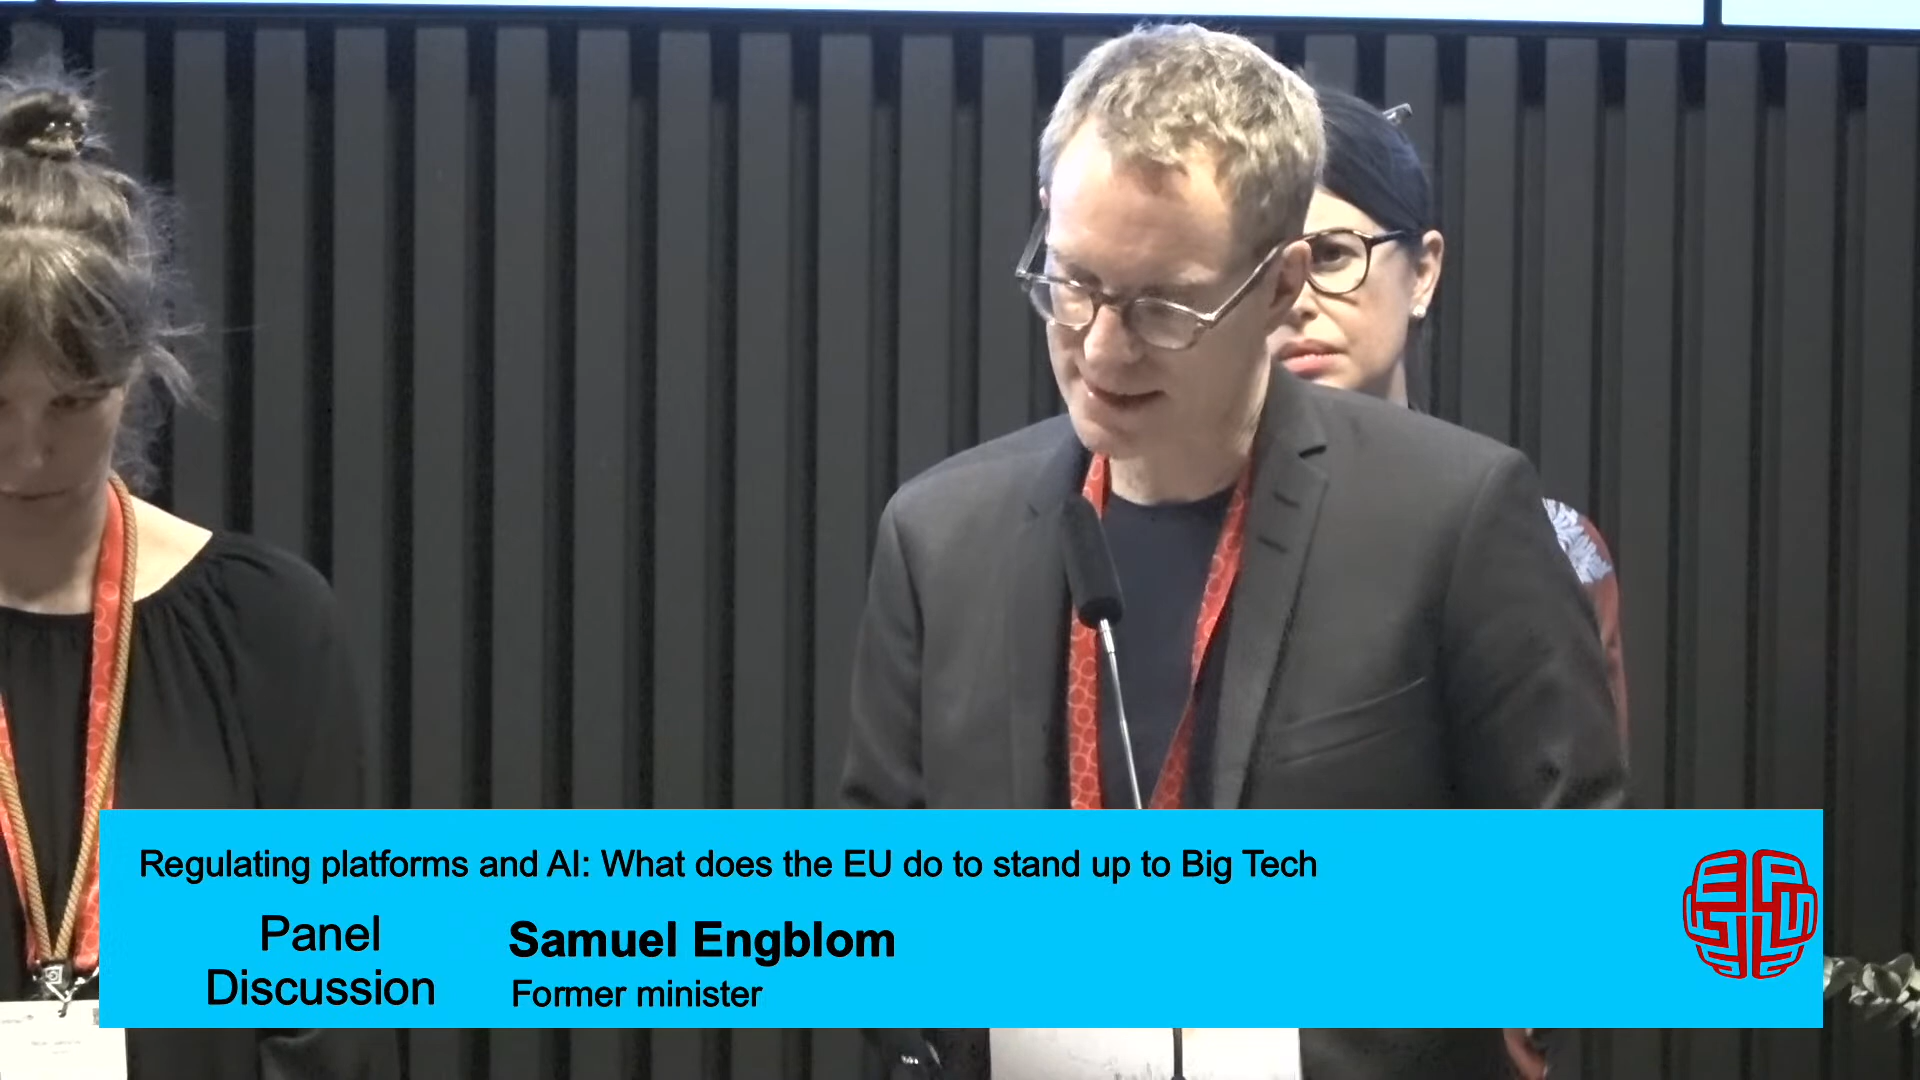 Regulating platforms and AI: What does the EU do to stand up to Big Tech
Panel
Discussion
Samuel Engblom
Former minister